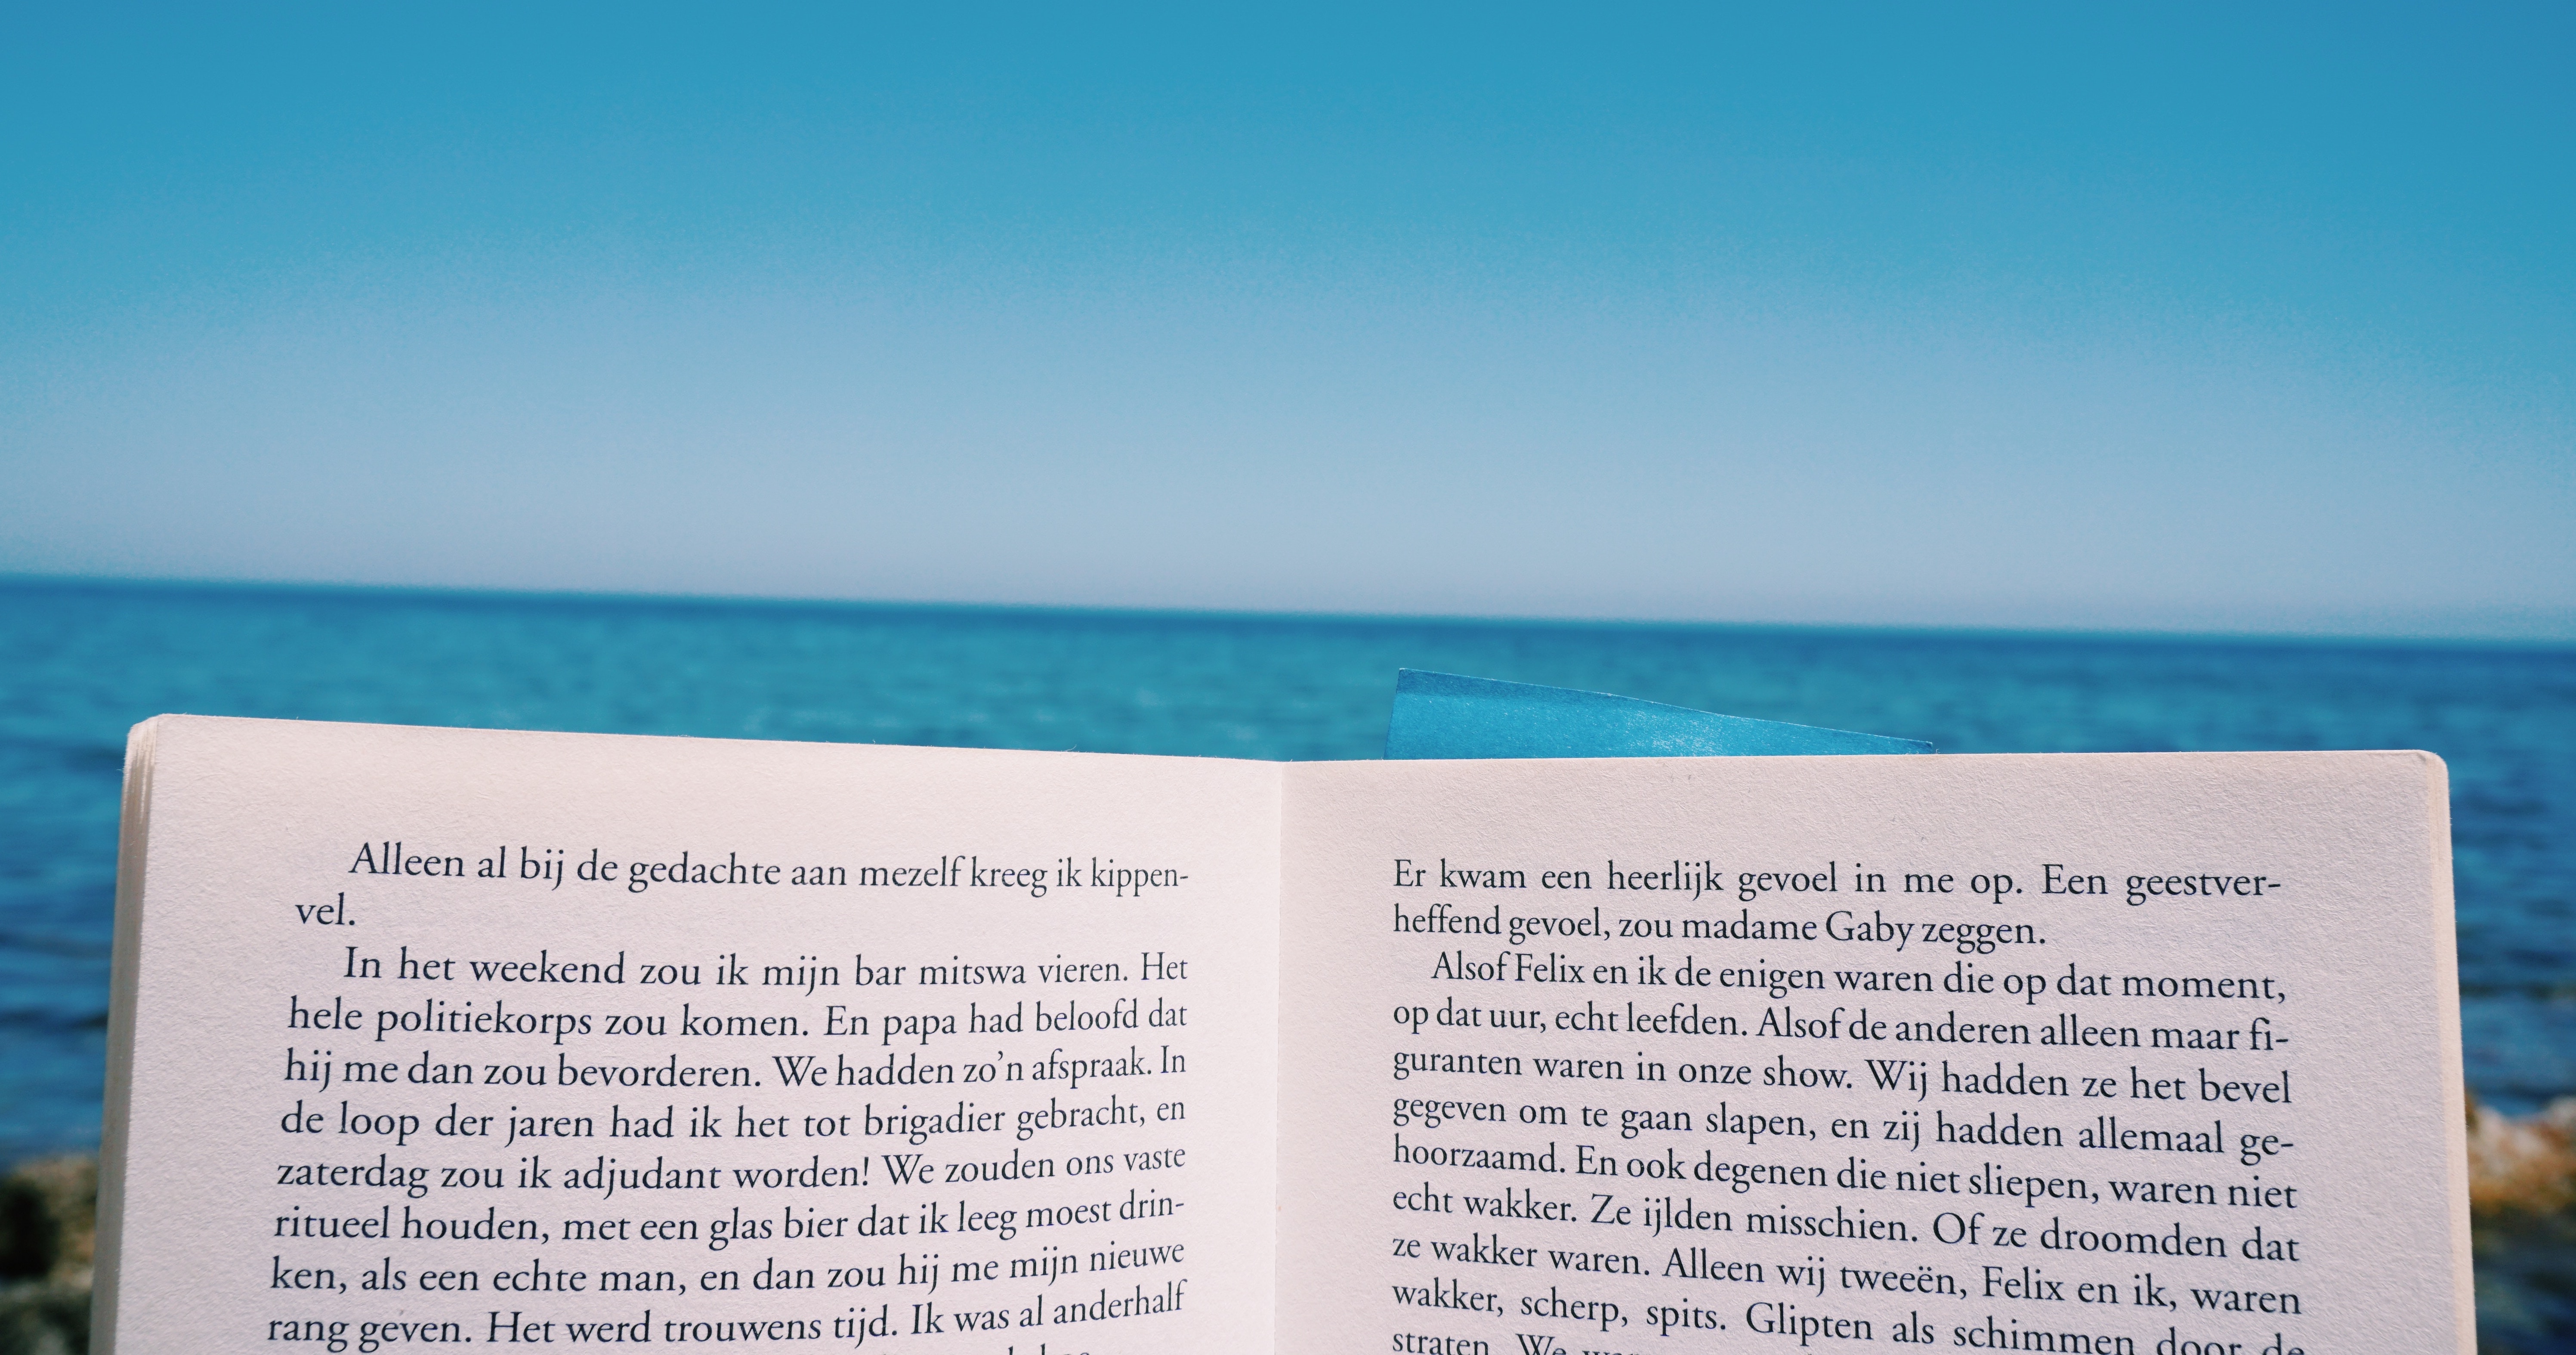 Alleen al bij de gedachte aan mezelf kreeg ik kippen-
vel.
In het weekend zou ik mijn bar mitswa vieren. Het
hele politiekorps zou komen. En papa had beloofd dat
hij me dan zou bevorderen. We hadden zo’n afspraak. In
de loop der jaren had ik het tot brigadier gebracht, en
zaterdag zou ik adjudant worden! We zouden ons vaste
ritueel houden, met een glas bier dat ik leeg moest drin-
ken, als een echte man, en dan zou hij me mijn nieuwe
rang geven. Het werd trouwens tijd. Ik was al anderhalf
Er kwam een heerlijk gevoel in me op. Een geestver-
heffend gevoel, zou madame Gaby zeggen.
Alsof Felix en ik de enigen waren die op dat moment,
op dat uur, echt leefden. Alsof de anderen alleen maar fi-
guranten waren in onze show. Wij hadden ze het bevel
gegeven om te gaan slapen, en zij hadden allemaal ge-
hoorzaamd. En ook degenen die niet sliepen, waren niet
echt wakker. Ze ijlden misschien. Of ze droomden dat
ze wakker waren. Alleen wij tweeën, Felix en ik, waren
wakker, scherp, spits. Glipten als schimmen door de
straten. We